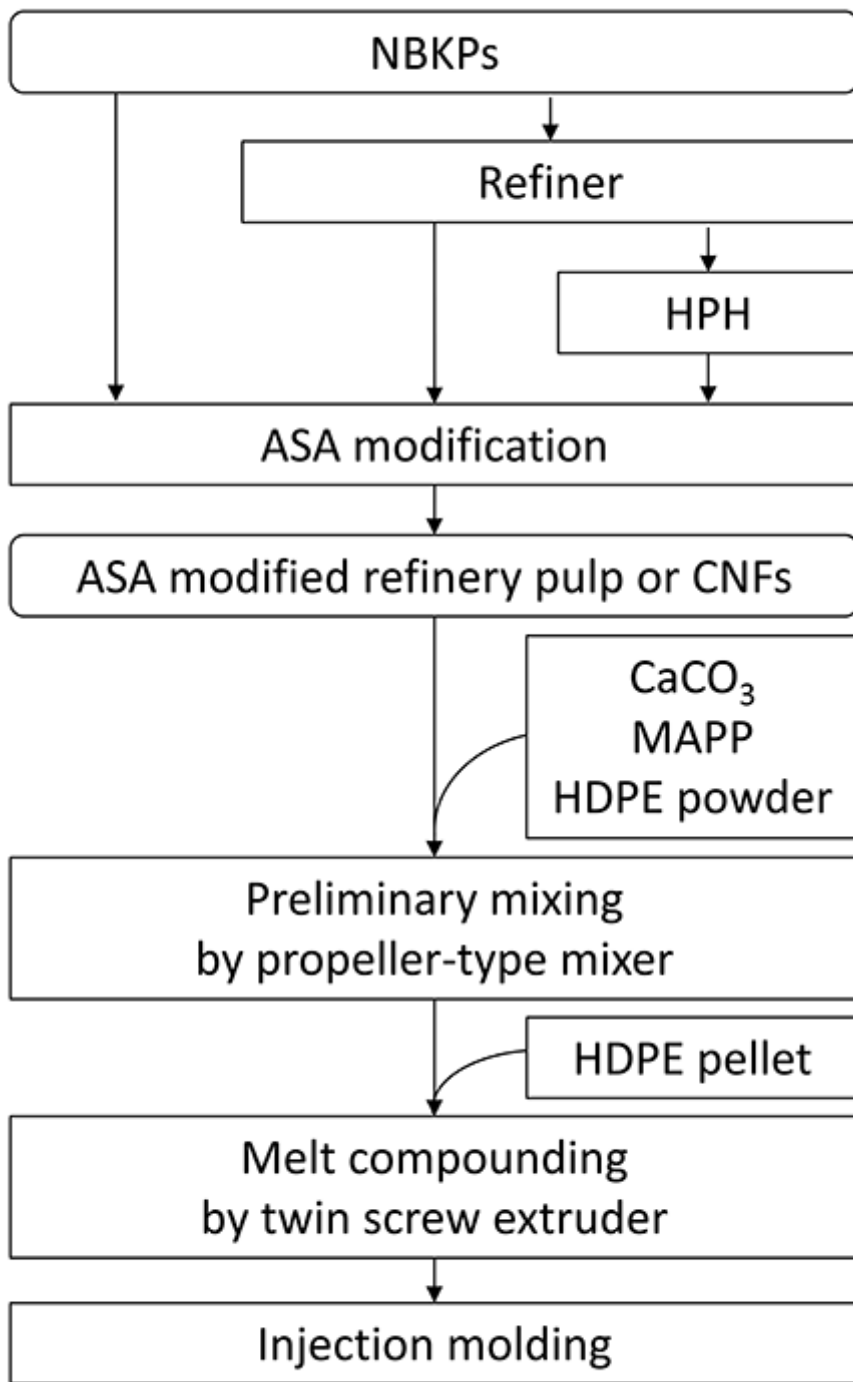 NBKPs
Refiner
HPH
ASA modification
ASA modified refinery pulp or CNFs
CaCO₃
MAPP
HDPE powder
Preliminary mixing
by propeller-type mixer
HDPE pellet
Melt compounding
by twin screw extruder
Injection molding